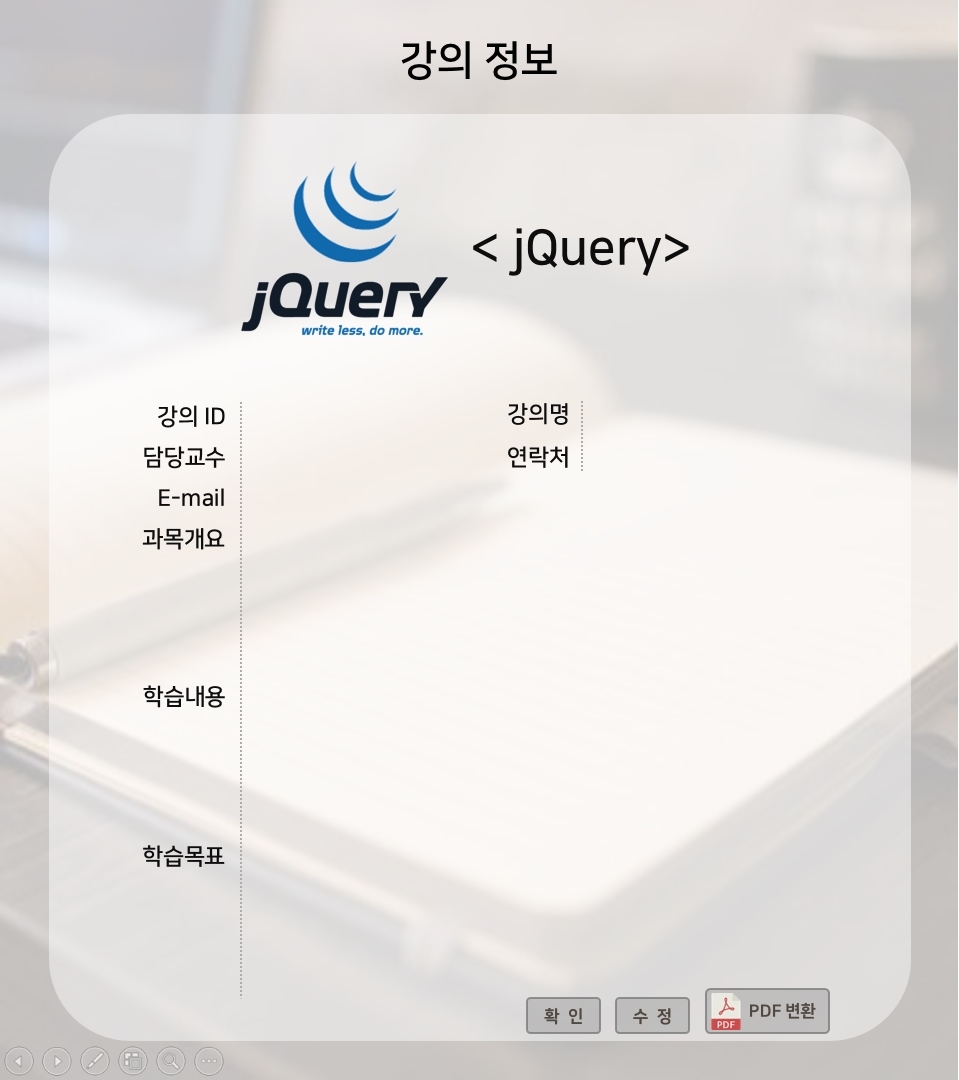 강의 정보
jQuery
write less, do more.
< jQuery>
강의 ID
강의명
담당교수
연락처
E-mail
과목개요
학습내용
학습목표
확 인
수 정
PDF
PDF 변환